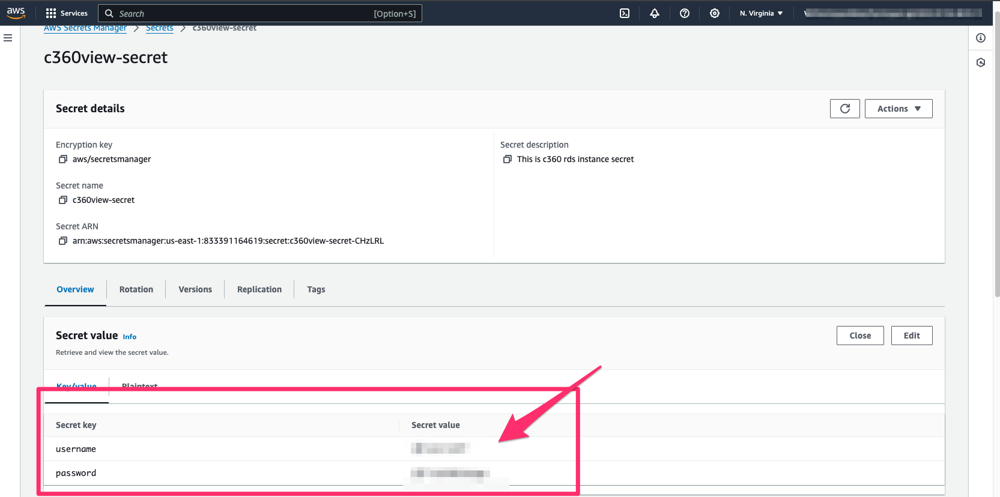 aws
Services
Search
[Option+S]
N. Virginia
AWS Secrets Manager
Secrets
c360view-secret
c360view-secret
Secret details
Actions
Encryption key
aws/secretsmanager
Secret description
This is c360 rds instance secret
Secret name
c360view-secret
Secret ARN
arn:aws:secretsmanager:us-east-1:833391164619:secret:c360view-secret-CHzLRL
Overview
Rotation
Versions
Replication
Tags
Secret value Info
Close
Edit
Retrieve and view the secret value.
Key/value
Plaintext
Secret key
Secret value
username
password